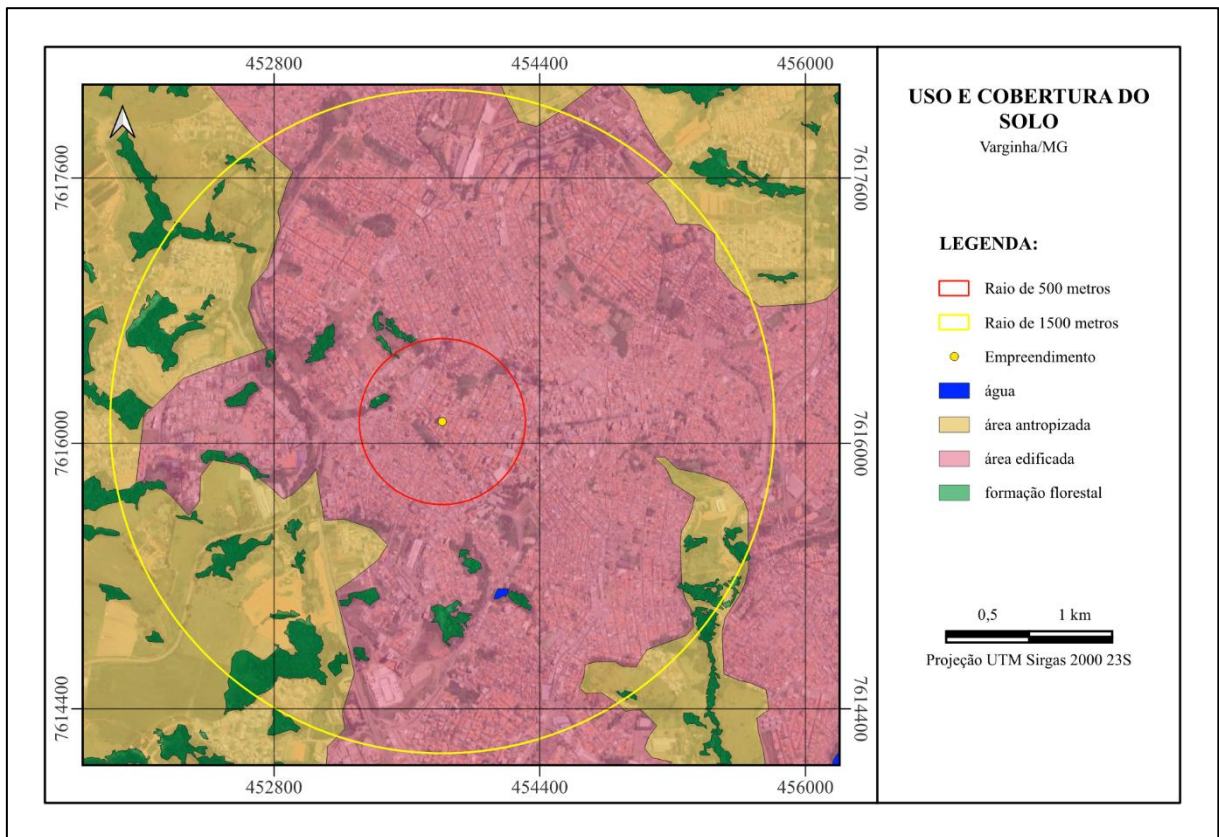 452800
454400
456000
7617600
7617600
7616000
7616000
7614400
7614400
452800
454400
456000
USO E COBERTURA DO
SOLO
Varginha/MG
LEGENDA:
Raio de 500 metros
Raio de 1500 metros
Empreendimento
água
área antropizada
área edificada
formação florestal
0,5 1 km
Projeção UTM Sirgas 2000 23S